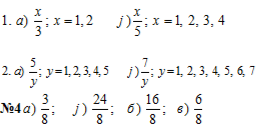 1. а) x/3; x = 1, 2 j) x/5; x = 1, 2, 3, 4
2. а) 5/y; y = 1, 2, 3, 4, 5 j) 7/y; y = 1, 2, 3, 4, 5, 6, 7
№4 а) 3/8; j) 24/8; б) 16/8; в) 6/8